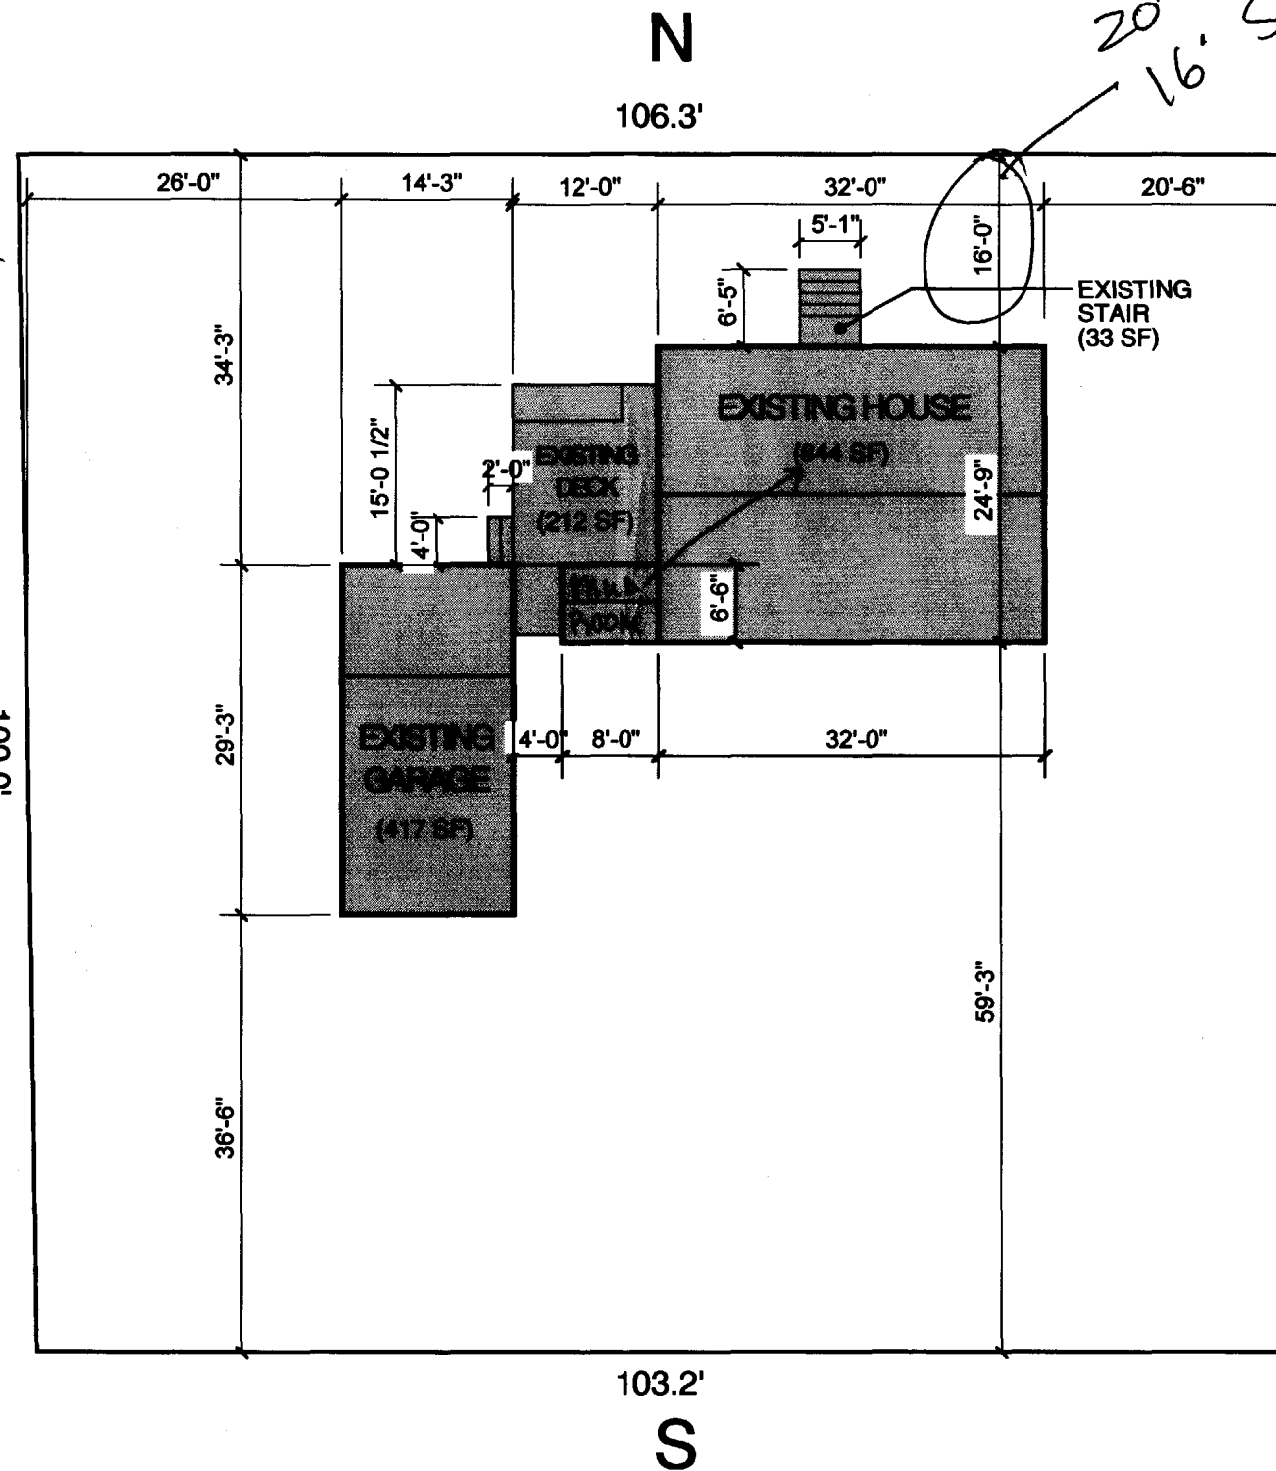 N
20
16'
106.3'
26'-0"
14'-3"
12'-0"
32'-0"
20'-6"
5'-1"
16'-0"
6'-5"
EXISTING
STAIR
(33 SF)
34'-3"
EXISTING HOUSE
(844 SF)
15'-0 1/2"
2'-0"
EXISTING
DECK
(212 SF)
24'-9"
4'-0"
6'-6"
29'-3"
EXISTING
GARAGE
(417 SF)
4'-0"
8'-0"
32'-0"
59'-3"
36'-6"
103.2'
S